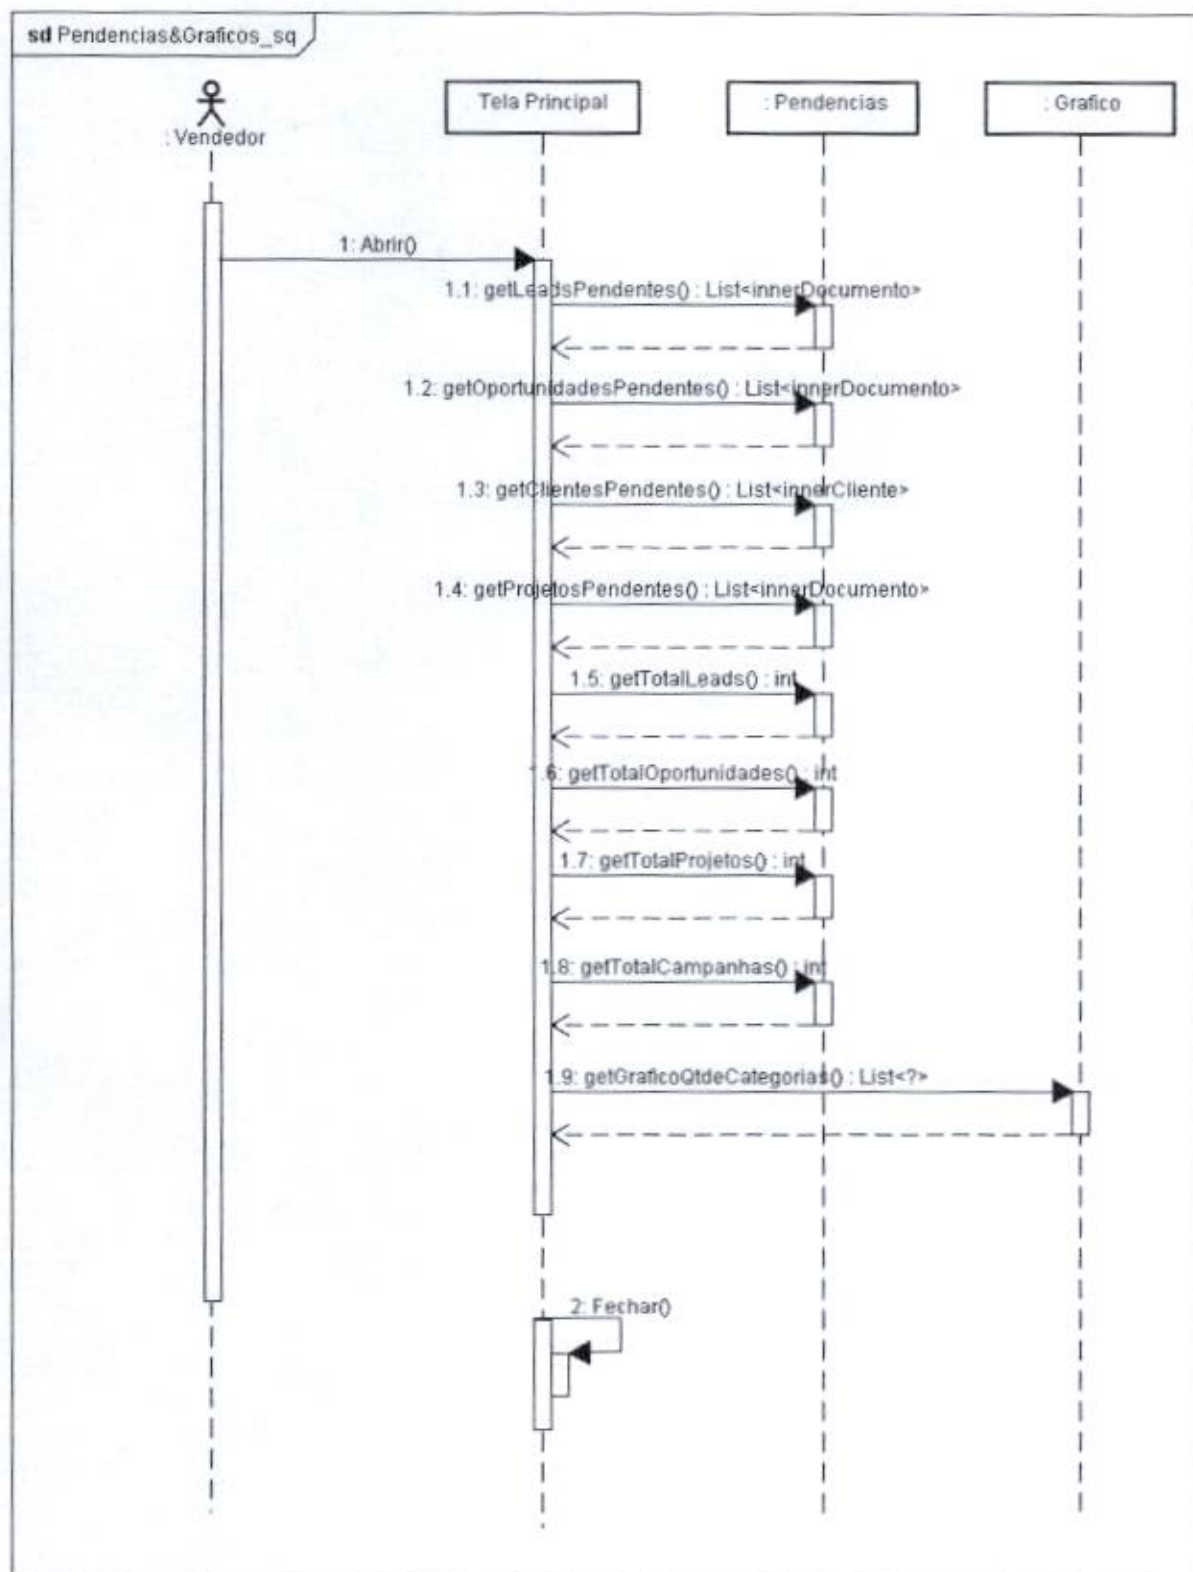 sd Pendencias&Graficos_sq
: Vendedor
Tela Principal
: Pendencias
: Grafico
1: Abrir()
1.1: getLeadsPendentes() : List<innerDocumento>
1.2: getOportunidadesPendentes() : List<innerDocumento>
1.3: getClientesPendentes() : List<innerCliente>
1.4: getProjetosPendentes() : List<innerDocumento>
1.5: getTotalLeads() : int
1.6: getTotalOportunidades() : int
1.7: getTotalProjetos() : int
1.8: getTotalCampanhas() : int
1.9: getGraficoQtdeCategorias() : List<?>
2: Fechar()